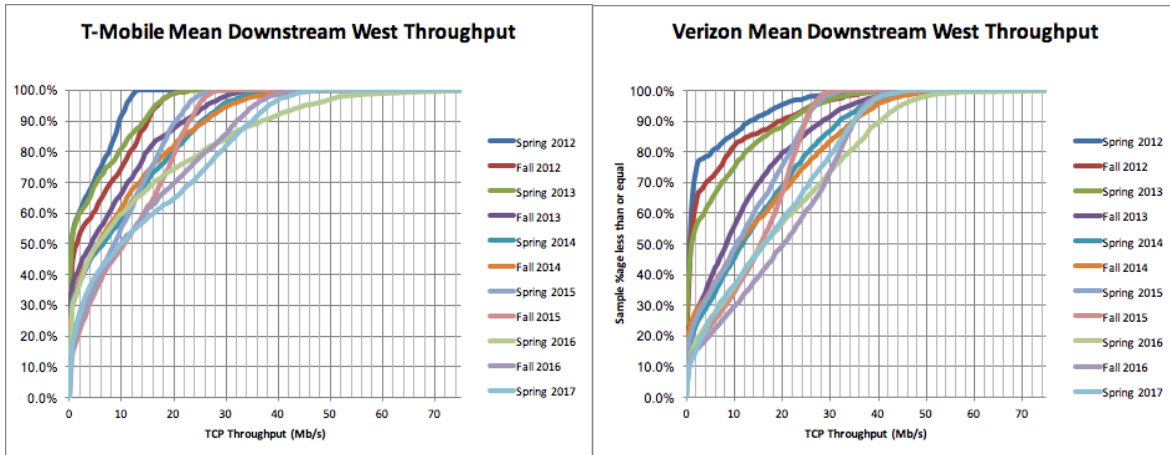 T-Mobile Mean Downstream West Throughput
100.0%
90.0%
80.0%
70.0%
60.0%
50.0%
40.0%
30.0%
20.0%
10.0%
0.0%
0 10 20 30 40 50 60 70
TCP Throughput (Mb/s)
Spring 2012
Fall 2012
Spring 2013
Fall 2013
Spring 2014
Fall 2014
Spring 2015
Fall 2015
Spring 2016
Fall 2016
Spring 2017
Verizon Mean Downstream West Throughput
Sample %age less than or equal
100.0%
90.0%
80.0%
70.0%
60.0%
50.0%
40.0%
30.0%
20.0%
10.0%
0.0%
0 10 20 30 40 50 60 70
TCP Throughput (Mb/s)
Spring 2012
Fall 2012
Spring 2013
Fall 2013
Spring 2014
Fall 2014
Spring 2015
Fall 2015
Spring 2016
Fall 2016
Spring 2017